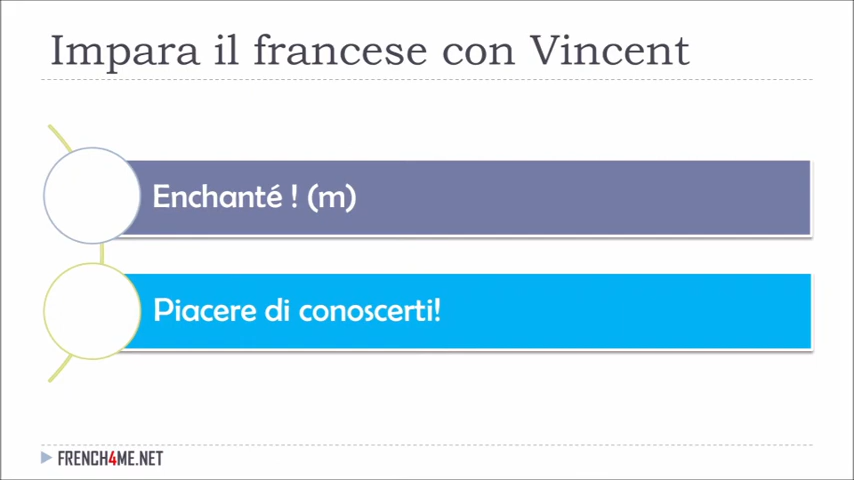 Impara il francese con Vincent
Enchanté ! (m)
Piacere di conoscerti!
FRENCH4ME.NET